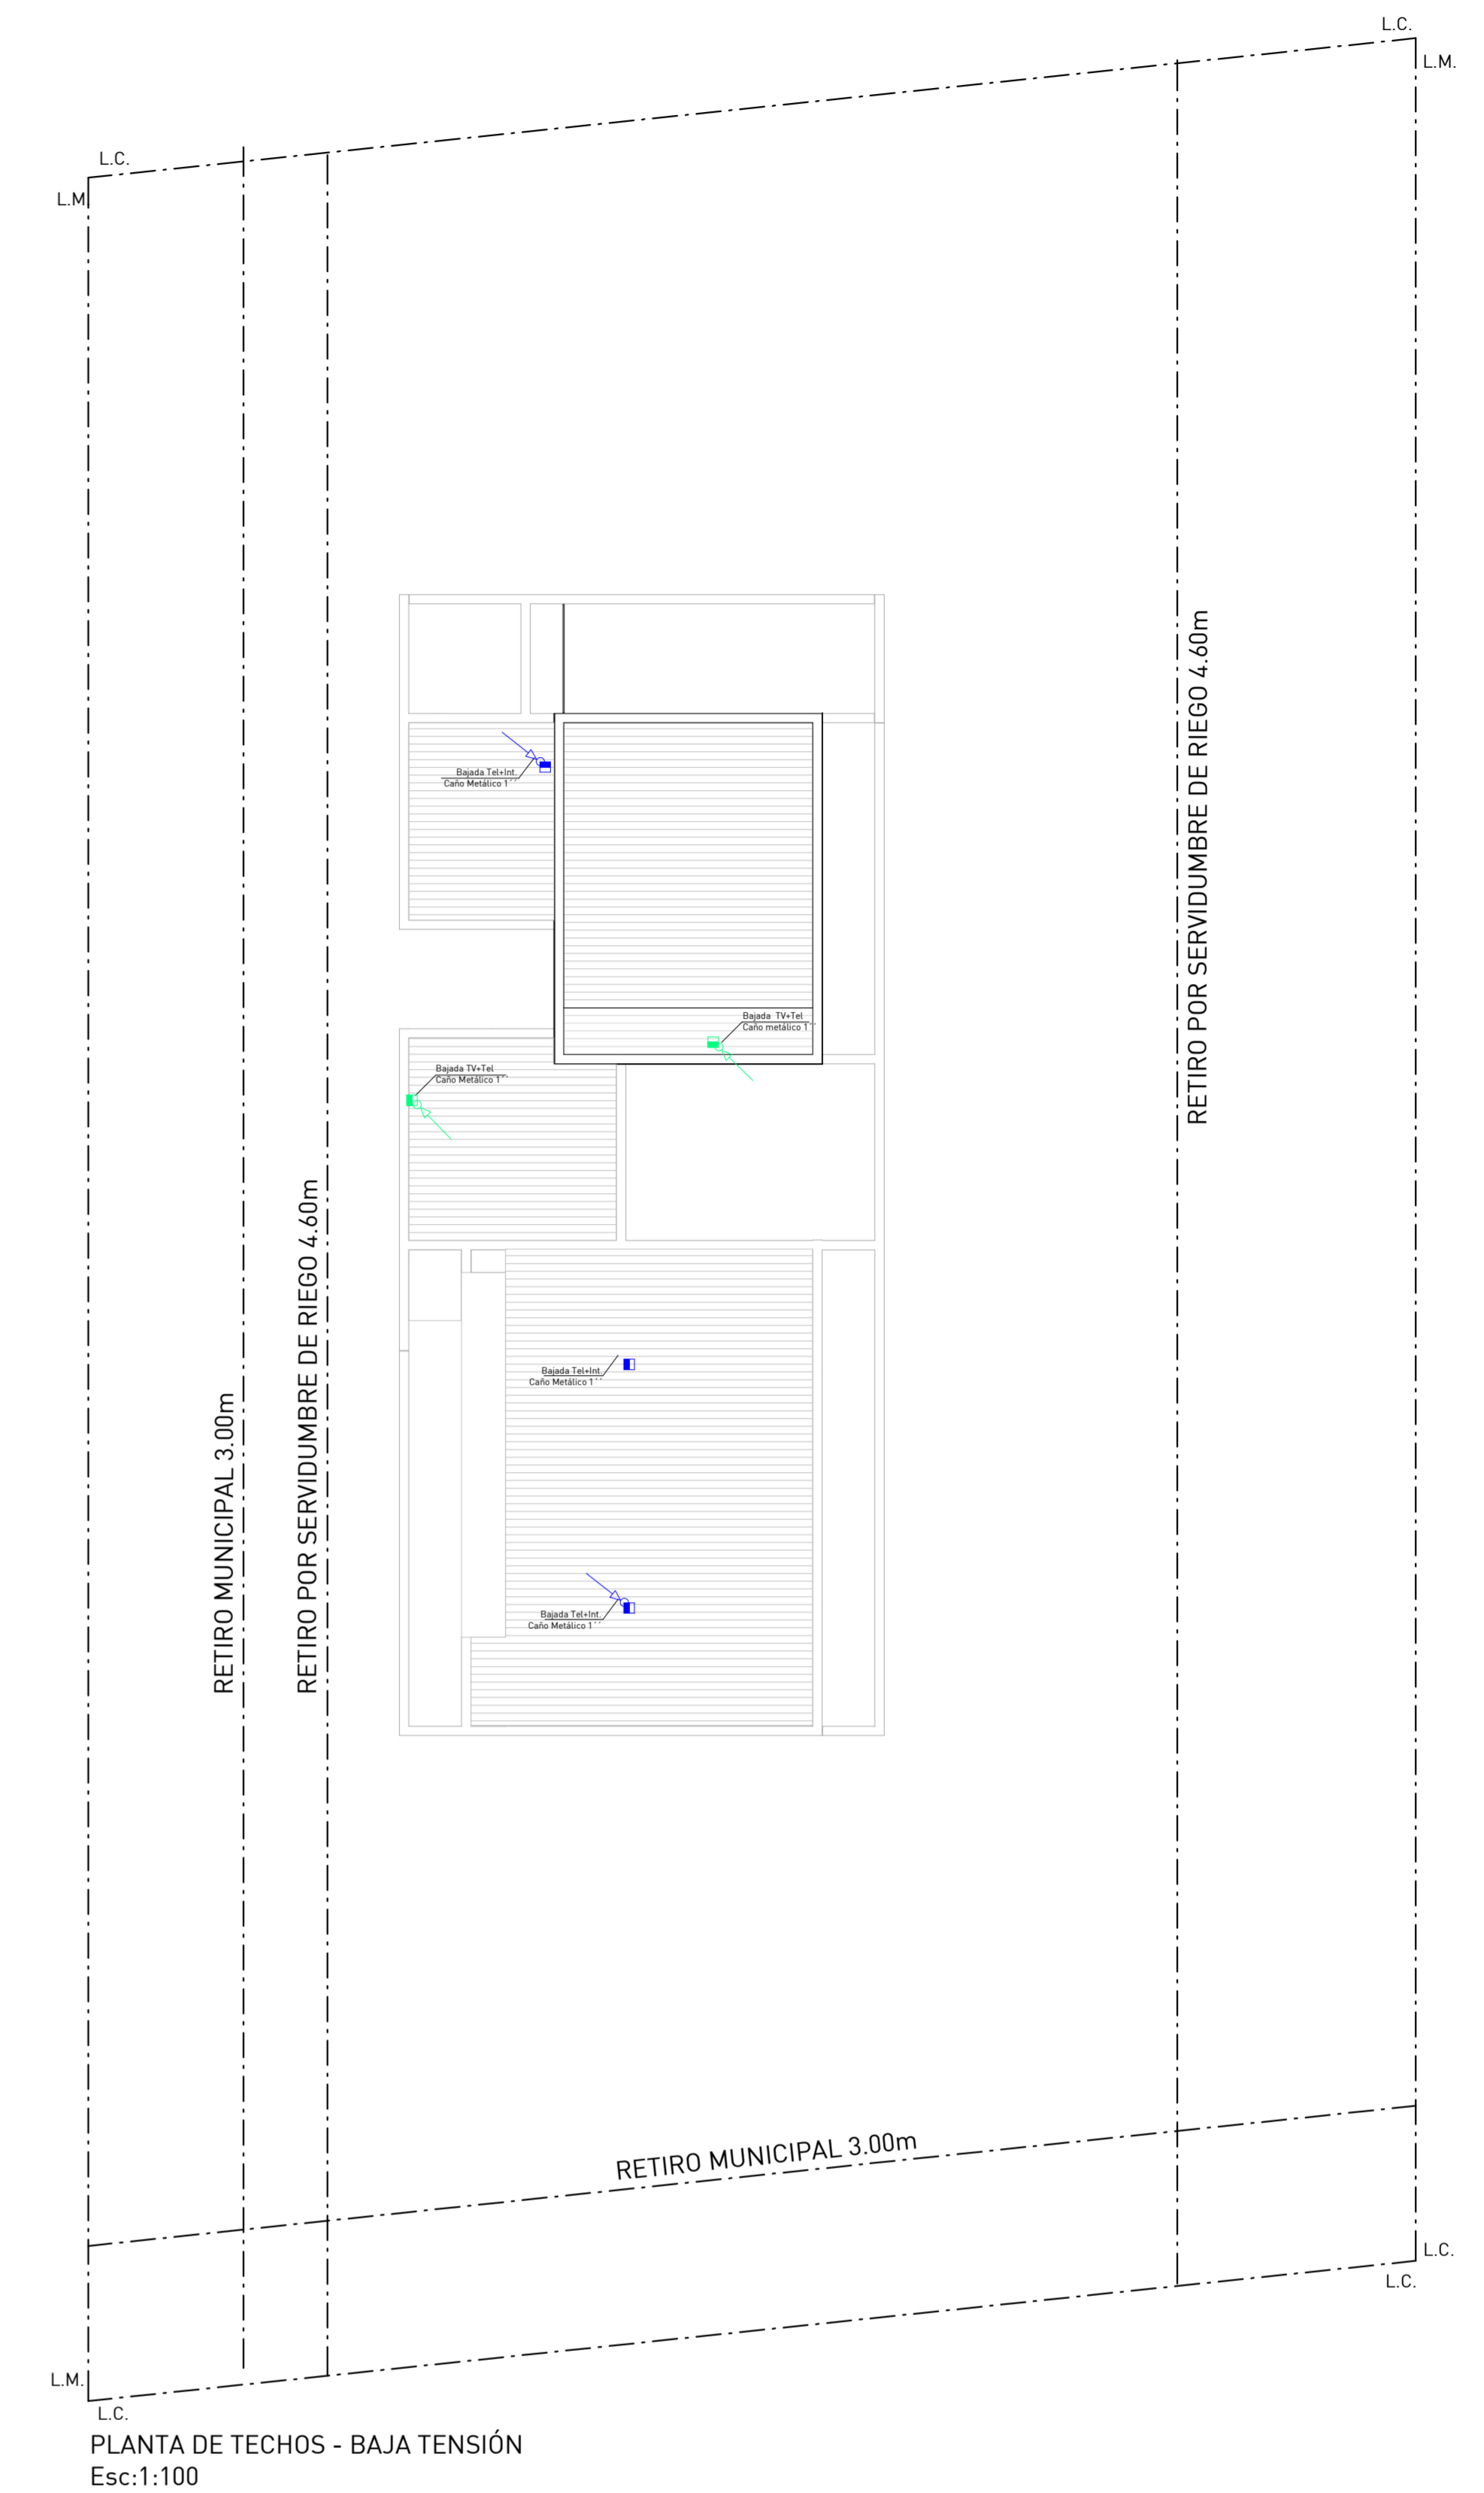 L.C.
L.M.
L.C.
L.M.
RETIRO POR SERVIDUMBRE DE RIEGO 4.60m
Bajada Tel+Int.
Caño Metálico 1´´
Bajada  TV+Tel
Caño metálico 1´´
Bajada TV+Tel
Caño Metálico 1´´
RETIRO POR SERVIDUMBRE DE RIEGO 4.60m
RETIRO MUNICIPAL 3.00m
Bajada Tel+Int.
Caño Metálico 1´´
Bajada Tel+Int.
Caño Metálico 1´´
RETIRO MUNICIPAL 3.00m
L.C.
L.C.
L.M.
L.C.
PLANTA DE TECHOS - BAJA TENSIÓN
Esc:1:100